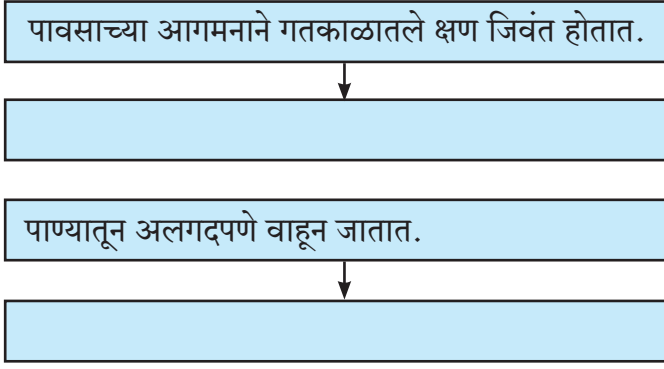 पावसाच्या आगमनाने गतकाळातले क्षण जिवंत होतात.
पाण्यातून अलगदपणे वाहून जातात.